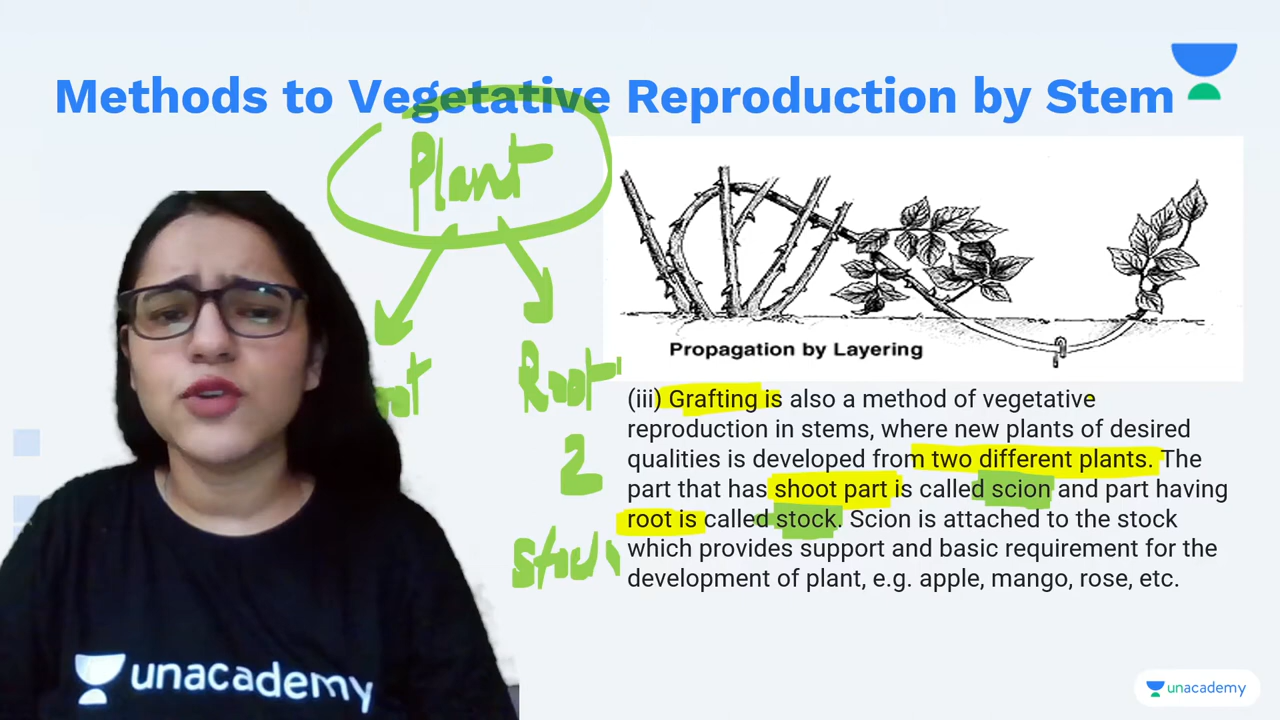 Methods to Vegetative Reproduction by Stem
Plant
Root
2
Propagation by Layering
(iii) Grafting is also a method of vegetative
reproduction in stems, where new plants of desired
qualities is developed from two different plants. The
part that has shoot part is called scion and part having
root is called stock. Scion is attached to the stock
which provides support and basic requirement for the
development of plant, e.g. apple, mango, rose, etc.
unacademy
unacademy